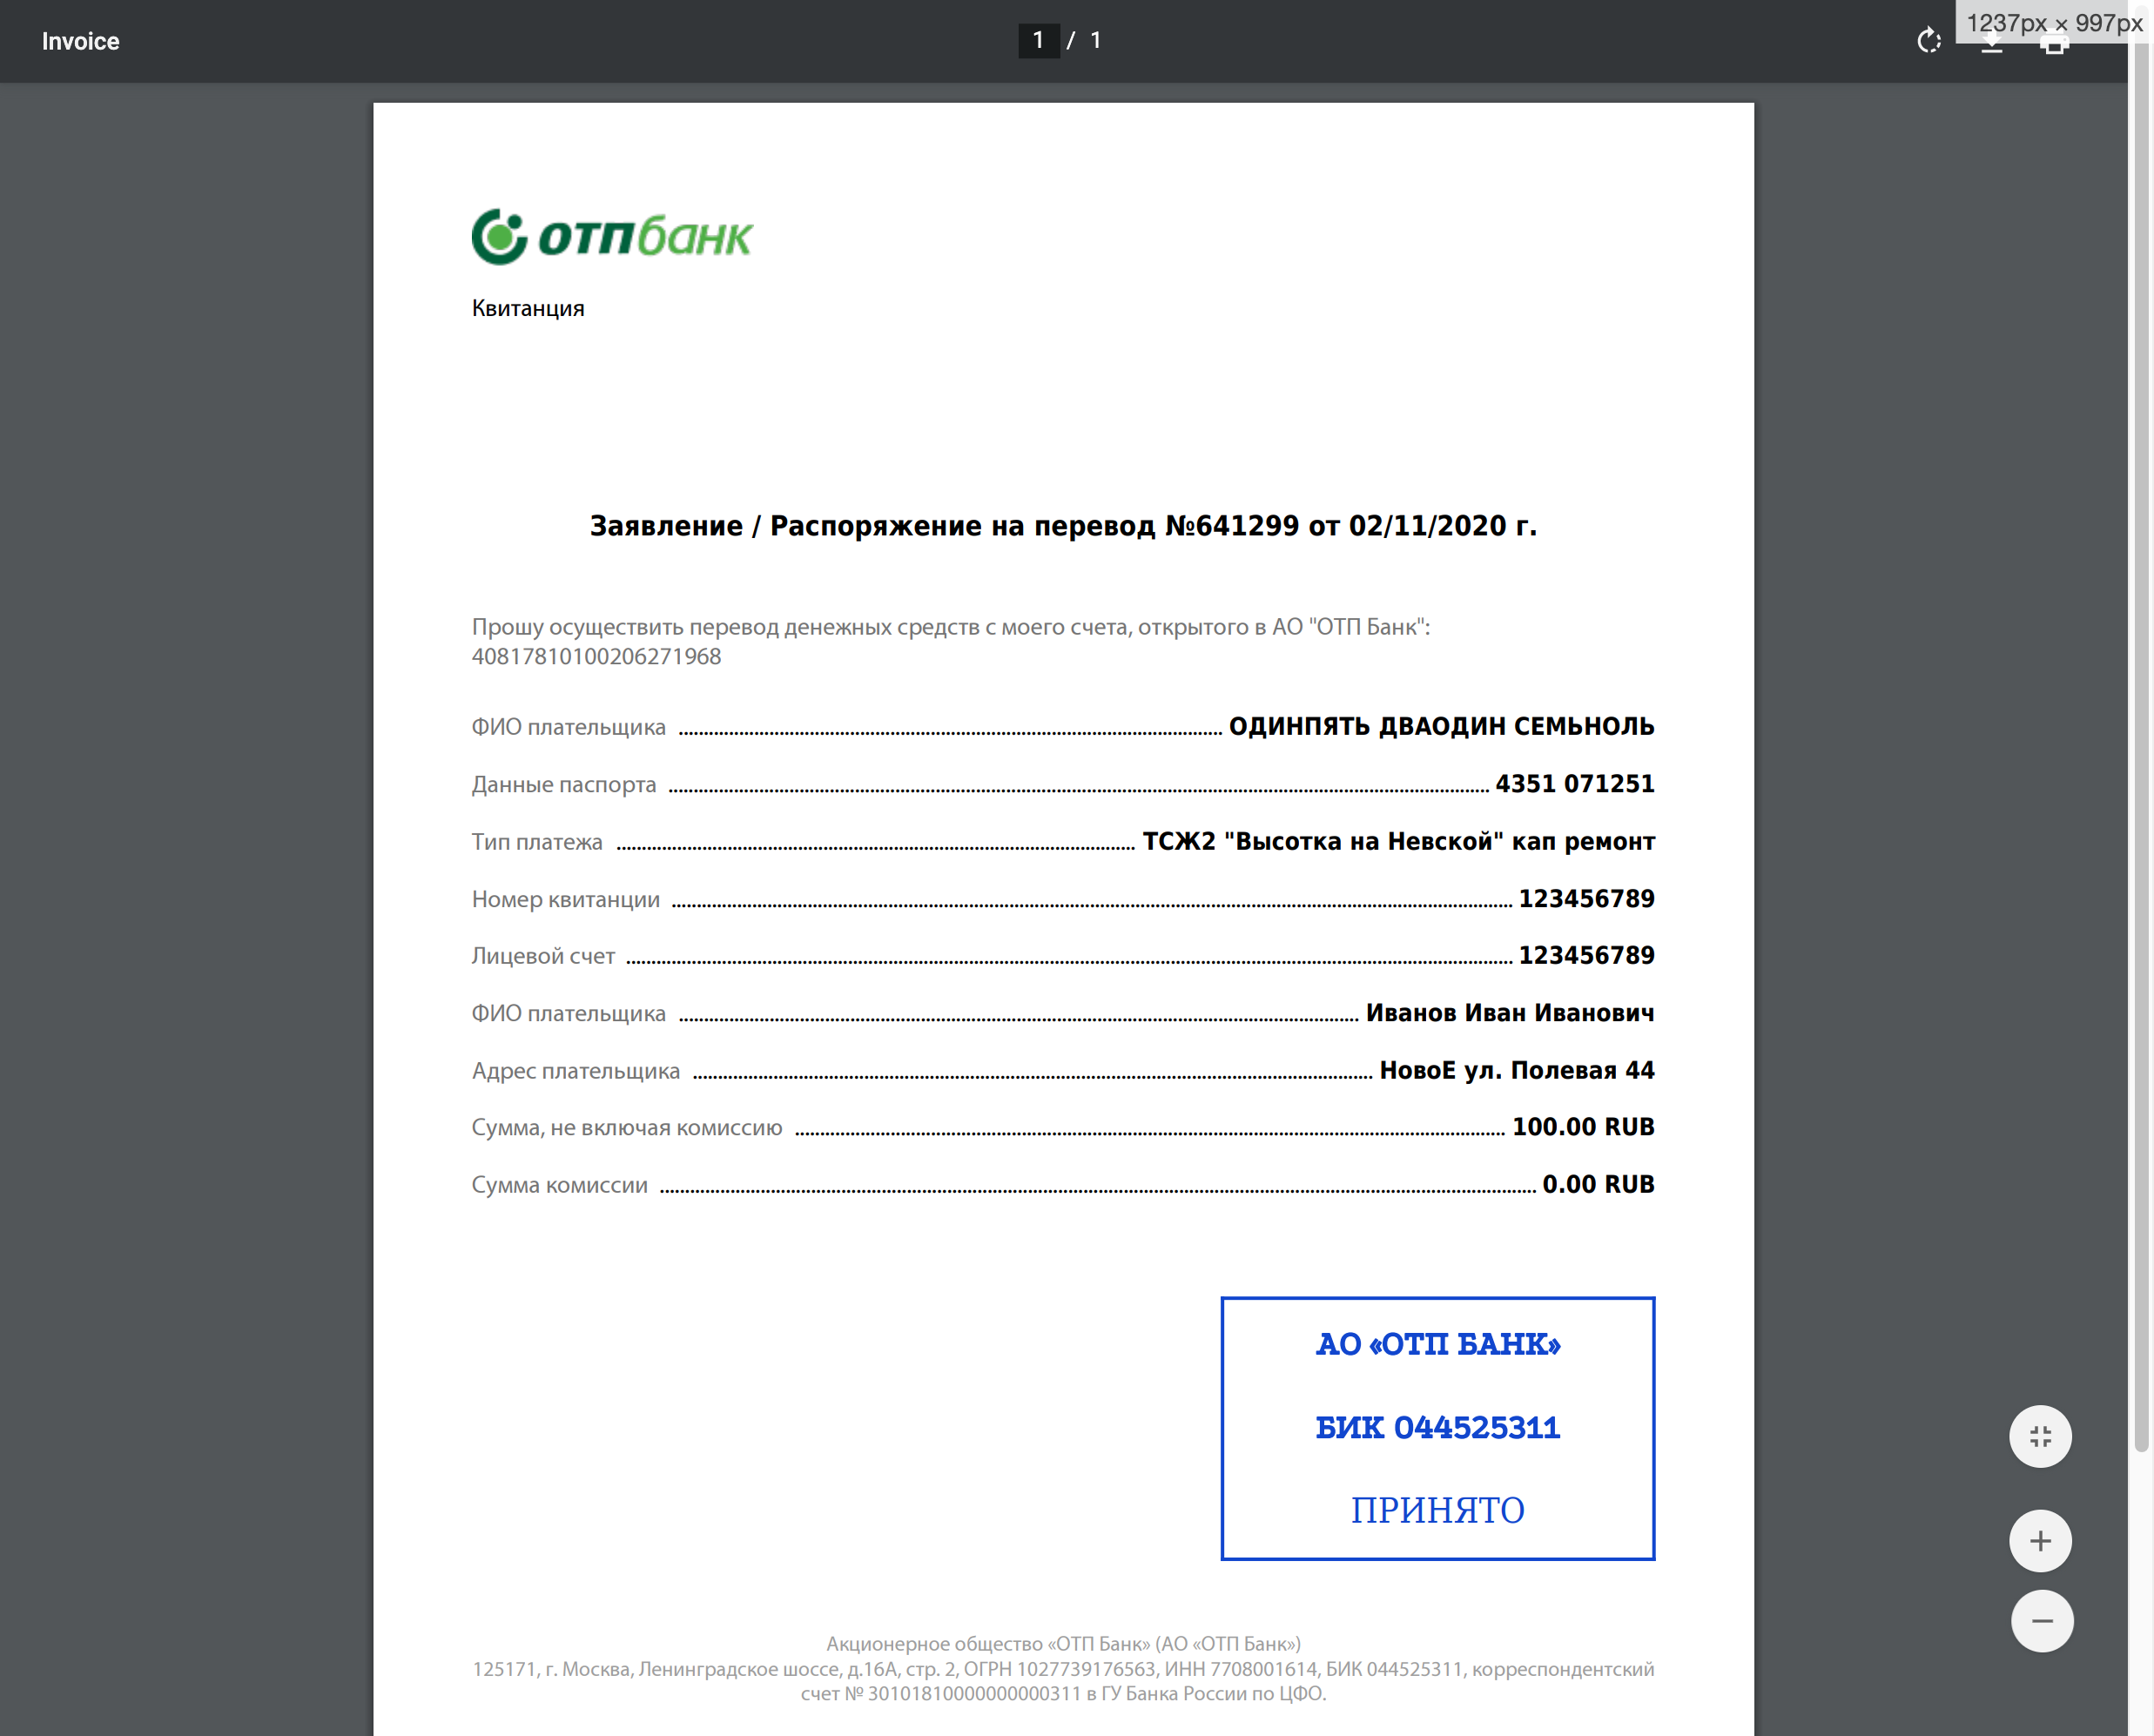 Invoice
1 / 1
1237px × 997px
отпбанк
Квитанция
Заявление / Распоряжение на перевод №641299 от 02/11/2020 г.
Прошу осуществить перевод денежных средств с моего счета, открытого в АО "ОТП Банк":
40817810100206271968
ФИО плательщика ОДИНПЯТЬ ДВАОДИН СЕМЬНОЛЬ
Данные паспорта 4351 071251
Тип платежа ТСЖ2 "Высотка на Невской" кап ремонт
Номер квитанции 123456789
Лицевой счет 123456789
ФИО плательщика Иванов Иван Иванович
Адрес плательщика НовоЕ ул. Полевая 44
Сумма, не включая комиссию 100.00 RUB
Сумма комиссии 0.00 RUB
АО «ОТП БАНК»
БИК 044525311
ПРИНЯТО
Акционерное общество «ОТП Банк» (АО «ОТП Банк»)
125171, г. Москва, Ленинградское шоссе, д.16А, стр. 2, ОГРН 1027739176563, ИНН 7708001614, БИК 044525311, корреспондентский
счет № 30101810000000000311 в ГУ Банка России по ЦФО.